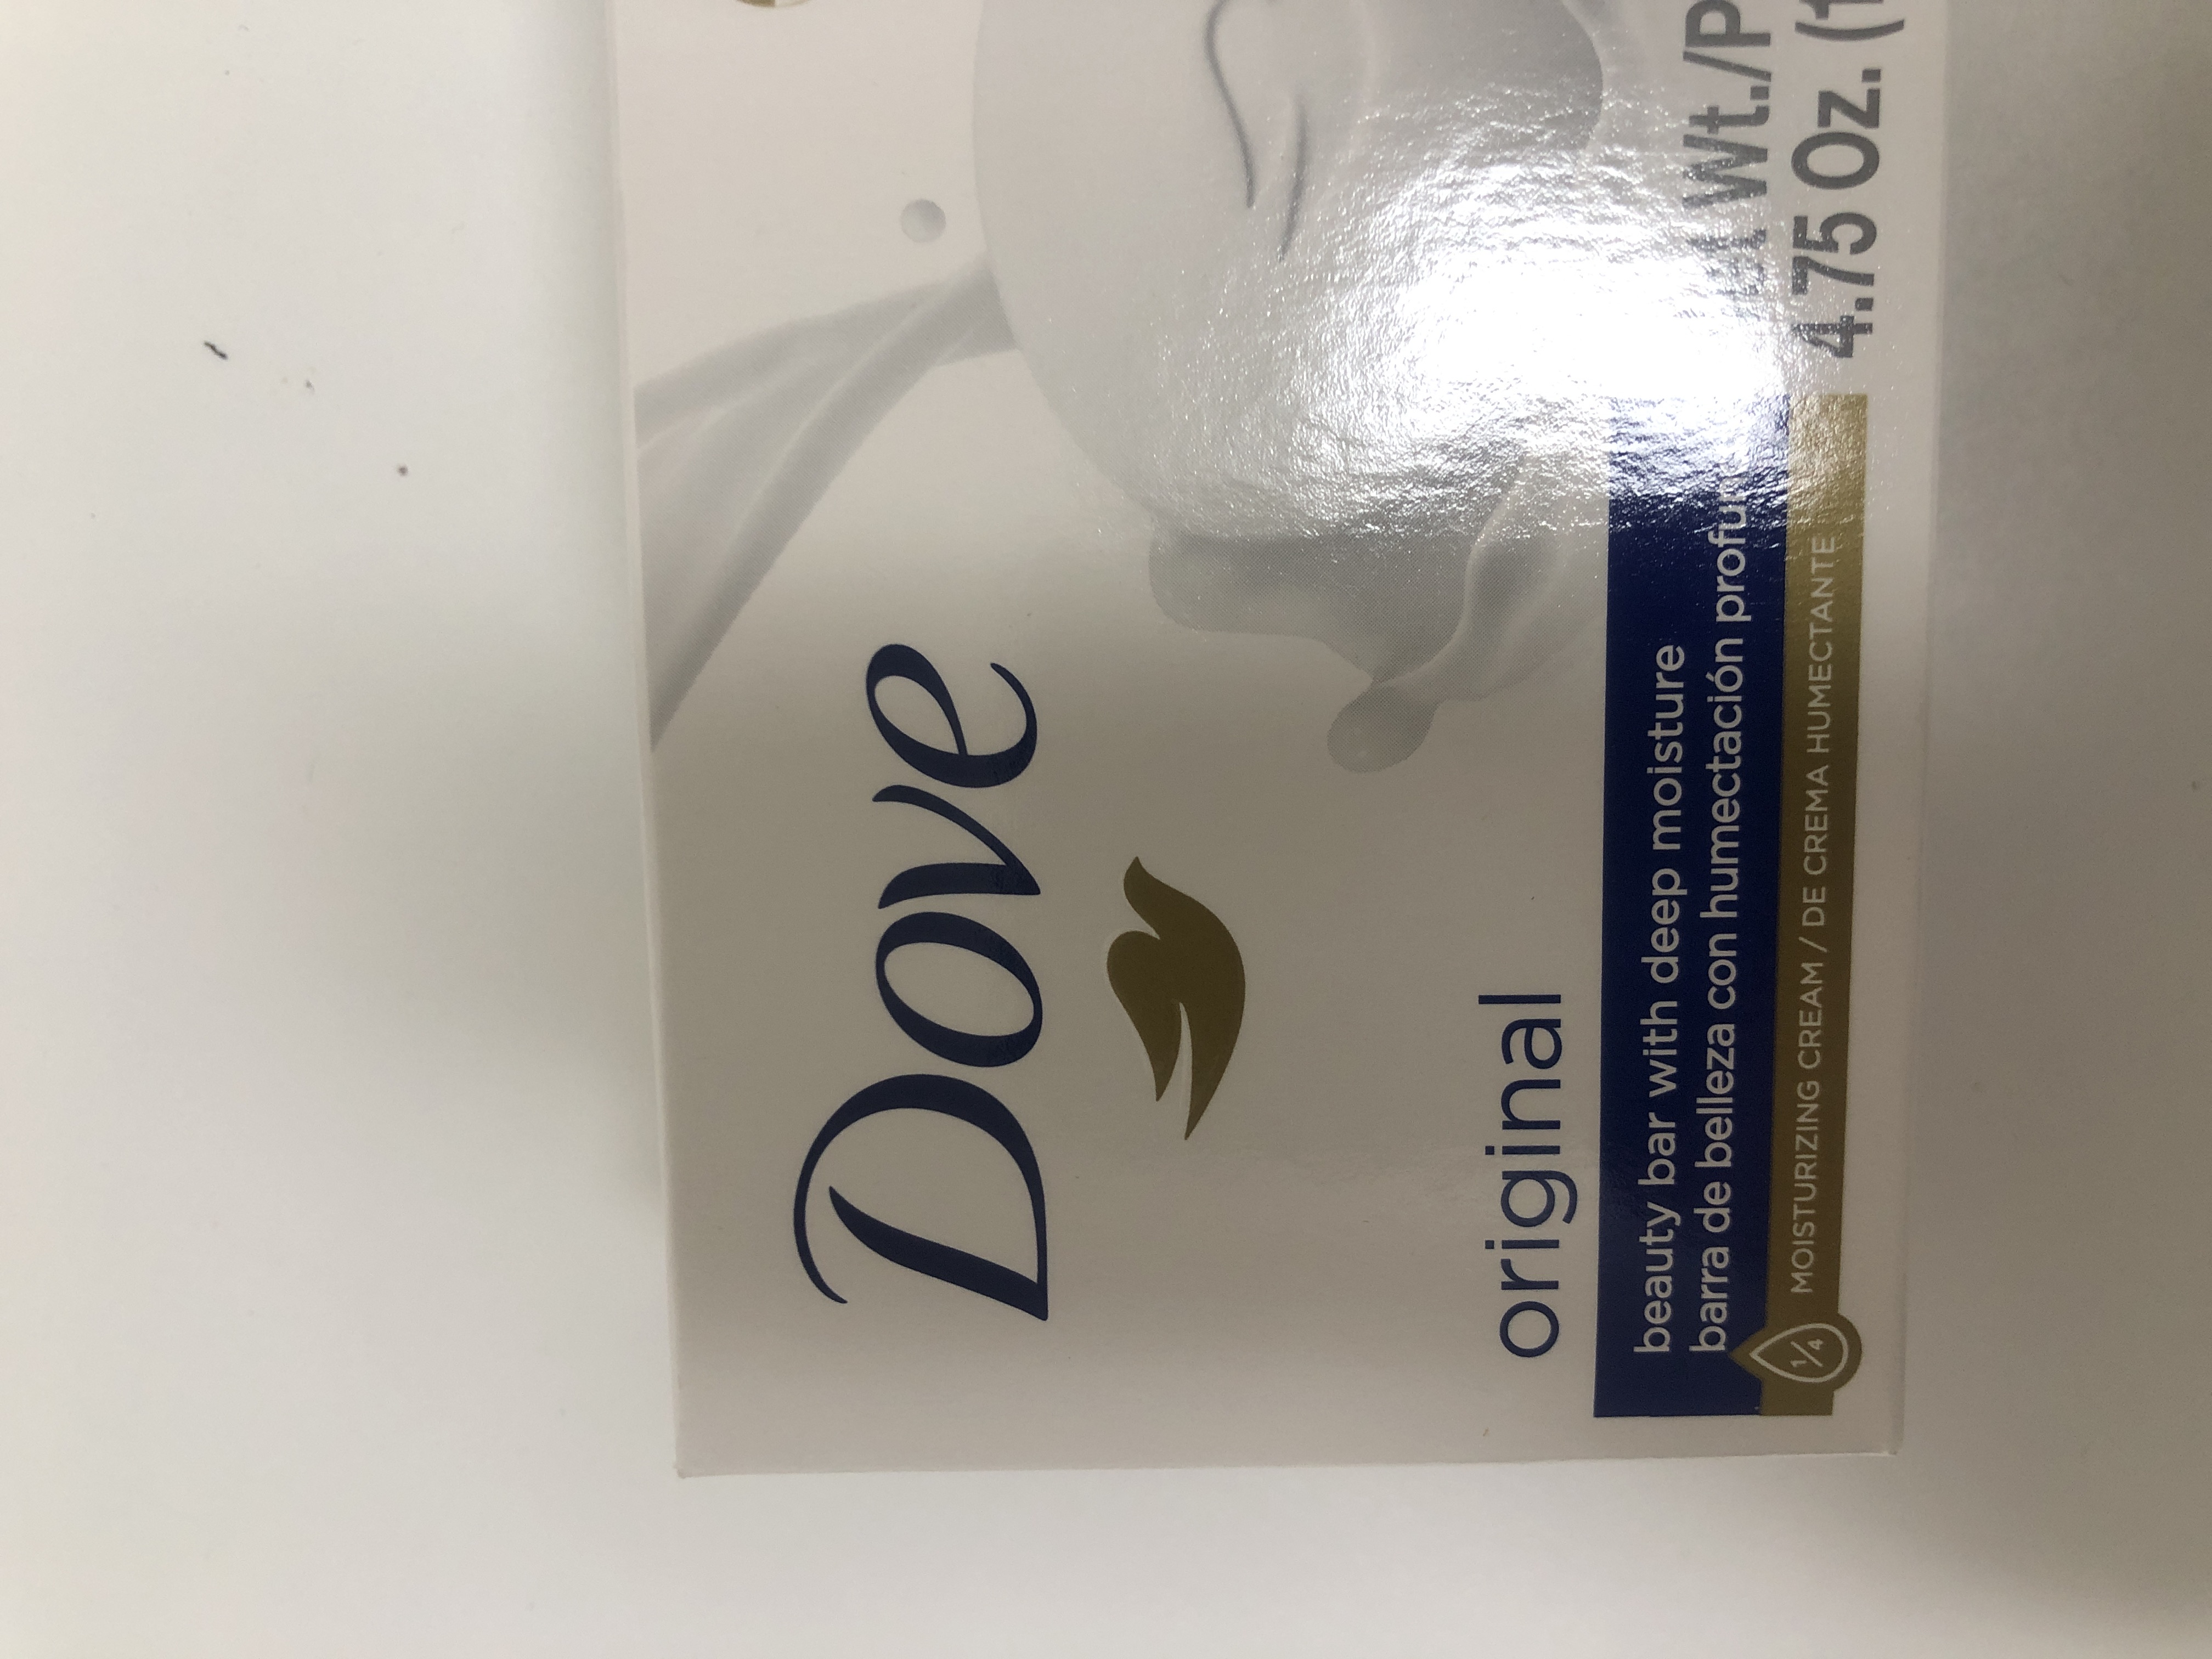 Dove
original
beauty bar with deep moisture
barra de belleza con humectación
1/4 MOISTURIZING CREAM / DE CREMA HUMECTANTE
Wt./P
4.75 Oz. (1